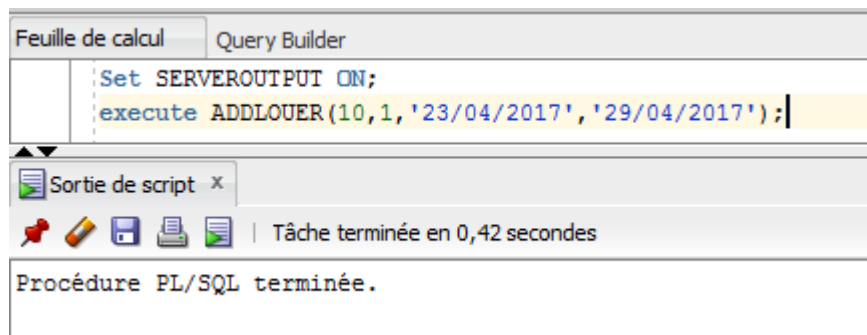 Feuille de calcul Query Builder
Set SERVEROUTPUT ON;
execute ADDLOUER(10,1,'23/04/2017','29/04/2017');
Sortie de script x
Tâche terminée en 0,42 secondes
Procédure PL/SQL terminée.